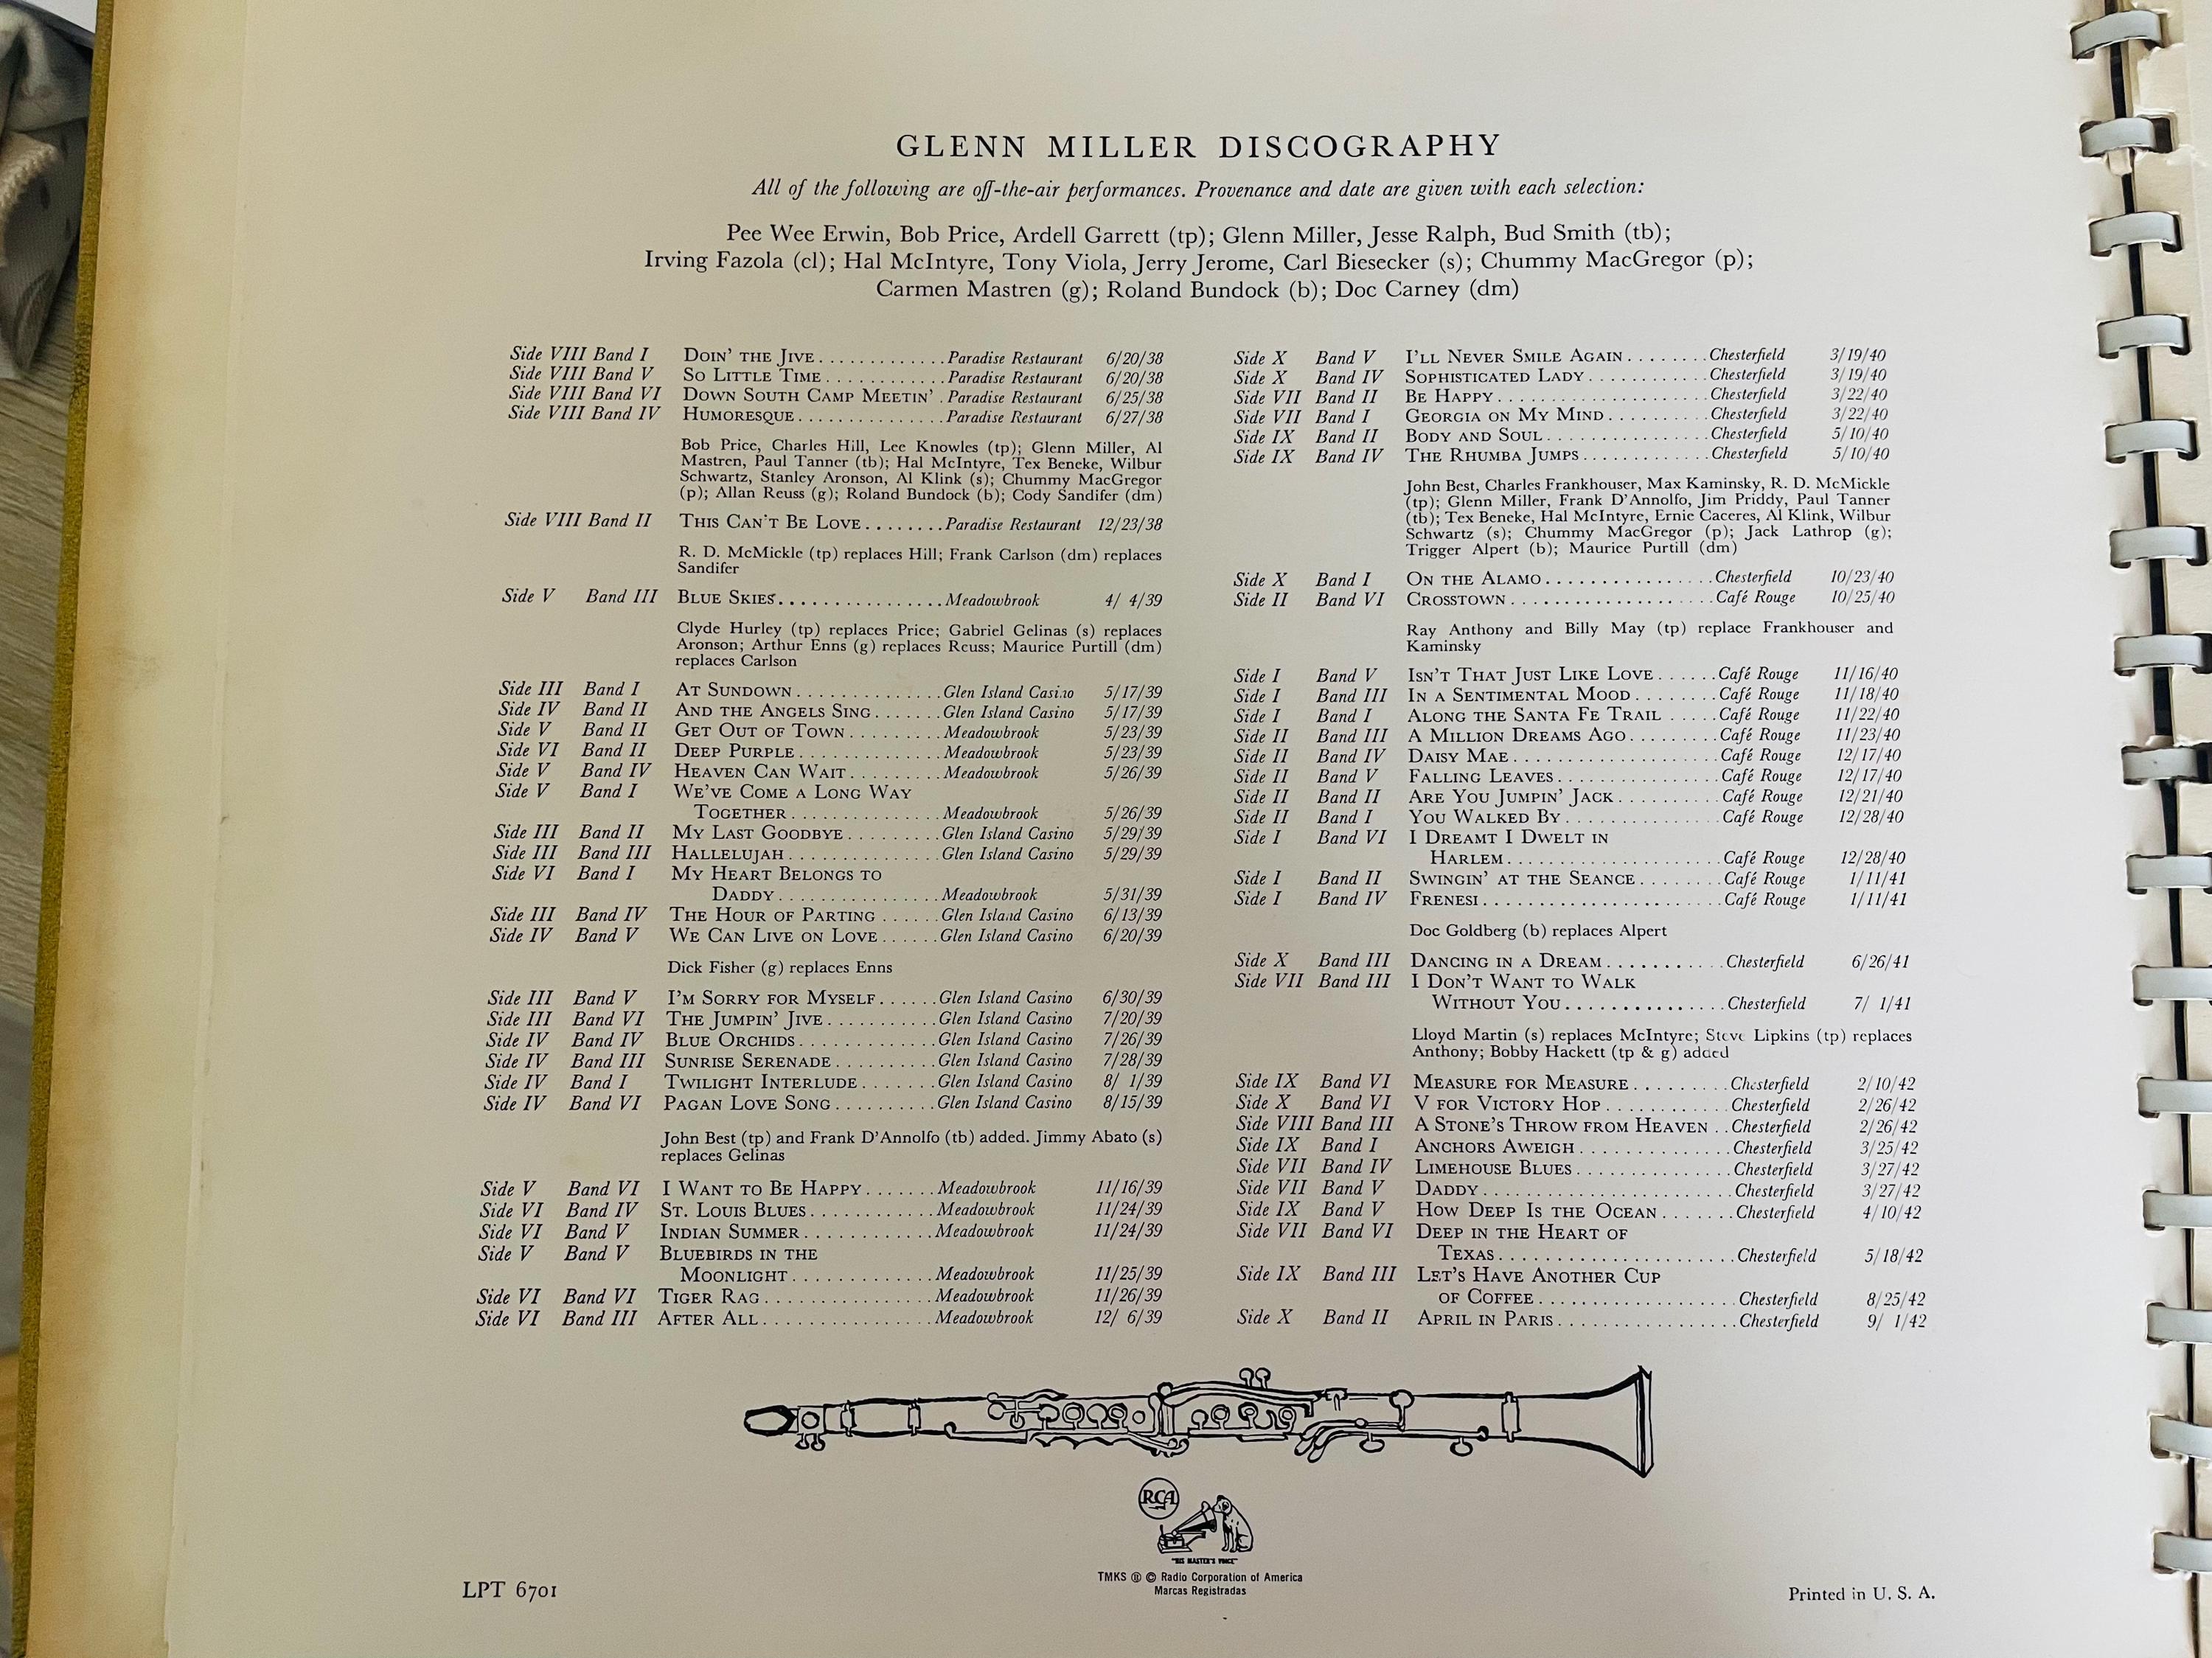 GLENN MILLER DISCOGRAPHY
All of the following are off-the-air performances. Provenance and date are given with each selection:
Pee Wee Erwin, Bob Price, Ardell Garrett (tp); Glenn Miller, Jesse Ralph, Bud Smith (tb);
Irving Fazola (cl); Hal McIntyre, Tony Viola, Jerry Jerome, Carl Biesecker (s); Chummy MacGregor (p);
Carmen Mastren (g); Roland Bundock (b); Doc Carney (dm)
Side VIII Band I DOIN' THE JIVE............. Paradise Restaurant 6/20/38
Side VIII Band V SO LITTLE TIME............ Paradise Restaurant 6/20/38
Side VIII Band VI DOWN SOUTH CAMP MEETIN'. Paradise Restaurant 6/25/38
Side VIII Band IV HUMORESQUE............... Paradise Restaurant 6/27/38
Bob Price, Charles Hill, Lee Knowles (tp); Glenn Miller, Al
Mastren, Paul Tanner (tb); Hal McIntyre, Tex Beneke, Wilbur
Schwartz, Stanley Aronson, Al Klink (s); Chummy MacGregor
(p); Allan Reuss (g); Roland Bundock (b); Cody Sandifer (dm)
Side VIII Band II THIS CAN'T BE LOVE........ Paradise Restaurant 12/23/38
R. D. McMickle (tp) replaces Hill; Frank Carlson (dm) replaces
Sandifer
Side V Band III BLUE SKIES................ Meadowbrook 4/ 4/39
Clyde Hurley (tp) replaces Price; Gabriel Gelinas (s) replaces
Aronson; Arthur Enns (g) replaces Reuss; Maurice Purtill (dm)
replaces Carlson
Side III Band I AT SUNDOWN.............. Glen Island Casino 5/17/39
Side IV Band II AND THE ANGELS SING....... Glen Island Casino 5/17/39
Side V Band II GET OUT OF TOWN......... Meadowbrook 5/23/39
Side VI Band II DEEP PURPLE.............. Meadowbrook 5/23/39
Side V Band IV HEAVEN CAN WAIT......... Meadowbrook 5/26/39
Side V Band I WE'VE COME A LONG WAY
TOGETHER............... Meadowbrook 5/26/39
Side III Band II MY LAST GOODBYE......... Glen Island Casino 5/29/39
Side III Band III HALLELUJAH............... Glen Island Casino 5/29/39
Side VI Band I MY HEART BELONGS TO
DADDY................ Meadowbrook 5/31/39
Side III Band IV THE HOUR OF PARTING...... Glen Island Casino 6/13/39
Side IV Band V WE CAN LIVE ON LOVE...... Glen Island Casino 6/20/39
Dick Fisher (g) replaces Enns
Side III Band V I'M SORRY FOR MYSELF...... Glen Island Casino 6/30/39
Side III Band VI THE JUMPIN' JIVE........... Glen Island Casino 7/20/39
Side IV Band IV BLUE ORCHIDS............. Glen Island Casino 7/26/39
Side IV Band III SUNRISE SERENADE.......... Glen Island Casino 7/28/39
Side IV Band I TWILIGHT INTERLUDE....... Glen Island Casino 8/ 1/39
Side IV Band VI PAGAN LOVE SONG.......... Glen Island Casino 8/15/39
John Best (tp) and Frank D'Annolfo (tb) added. Jimmy Abato (s)
replaces Gelinas
Side V Band VI I WANT TO BE HAPPY....... Meadowbrook 11/16/39
Side VI Band IV ST. LOUIS BLUES............ Meadowbrook 11/24/39
Side VI Band V INDIAN SUMMER............ Meadowbrook 11/24/39
Side V Band V BLUEBIRDS IN THE
MOONLIGHT............. Meadowbrook 11/25/39
Side VI Band VI TIGER RAG................ Meadowbrook 11/26/39
Side VI Band III AFTER ALL................ Meadowbrook 12/ 6/39
Side X Band V I'LL NEVER SMILE AGAIN........ Chesterfield 3/19/40
Side X Band IV SOPHISTICATED LADY............ Chesterfield 3/19/40
Side VII Band II BE HAPPY..................... Chesterfield 3/22/40
Side VII Band I GEORGIA ON MY MIND.......... Chesterfield 3/22/40
Side IX Band II BODY AND SOUL................ Chesterfield 5/10/40
Side IX Band IV THE RHUMBA JUMPS............ Chesterfield 5/10/40
John Best, Charles Frankhouser, Max Kaminsky, R. D. McMickle
(tp); Glenn Miller, Frank D'Annolfo, Jim Priddy, Paul Tanner
(tb); Tex Beneke, Hal McIntyre, Ernie Caceres, Al Klink, Wilbur
Schwartz (s); Chummy MacGregor (p); Jack Lathrop (g);
Trigger Alpert (b); Maurice Purtill (dm)
Side X Band I ON THE ALAMO................ Chesterfield 10/23/40
Side II Band VI CROSSTOWN.................... Café Rouge 10/25/40
Ray Anthony and Billy May (tp) replace Frankhouser and
Kaminsky
Side I Band V ISN'T THAT JUST LIKE LOVE...... Café Rouge 11/16/40
Side I Band III IN A SENTIMENTAL MOOD........ Café Rouge 11/18/40
Side I Band I ALONG THE SANTA FE TRAIL..... Café Rouge 11/22/40
Side II Band III A MILLION DREAMS AGO......... Café Rouge 11/23/40
Side II Band IV DAISY MAE.................... Café Rouge 12/17/40
Side II Band V FALLING LEAVES................ Café Rouge 12/17/40
Side II Band II ARE YOU JUMPIN' JACK.......... Café Rouge 12/21/40
Side II Band I YOU WALKED BY............... Café Rouge 12/28/40
Side I Band VI I DREAMT I DWELT IN
HARLEM..................... Café Rouge 12/28/40
Side I Band II SWINGIN' AT THE SEANCE........ Café Rouge 1/11/41
Side I Band IV FRENESI....................... Café Rouge 1/11/41
Doc Goldberg (b) replaces Alpert
Side X Band III DANCING IN A DREAM........... Chesterfield 6/26/41
Side VII Band III I DON'T WANT TO WALK
WITHOUT YOU............... Chesterfield 7/ 1/41
Lloyd Martin (s) replaces McIntyre; Steve Lipkins (tp) replaces
Anthony; Bobby Hackett (tp & g) added
Side IX Band VI MEASURE FOR MEASURE......... Chesterfield 2/10/42
Side X Band VI V FOR VICTORY HOP............ Chesterfield 2/26/42
Side VIII Band III A STONE'S THROW FROM HEAVEN.. Chesterfield 2/26/42
Side IX Band I ANCHORS AWEIGH.............. Chesterfield 3/25/42
Side VII Band IV LIMEHOUSE BLUES.............. Chesterfield 3/27/42
Side VII Band V DADDY........................ Chesterfield 3/27/42
Side IX Band V HOW DEEP IS THE OCEAN....... Chesterfield 4/10/42
Side VII Band VI DEEP IN THE HEART OF
TEXAS....................... Chesterfield 5/18/42
Side IX Band III LET'S HAVE ANOTHER CUP
OF COFFEE................... Chesterfield 8/25/42
Side X Band II APRIL IN PARIS................. Chesterfield 9/ 1/42
RCA
"HIS MASTER'S VOICE"
TMKS ® © Radio Corporation of America
Marcas Registradas
LPT 6701
Printed in U. S. A.